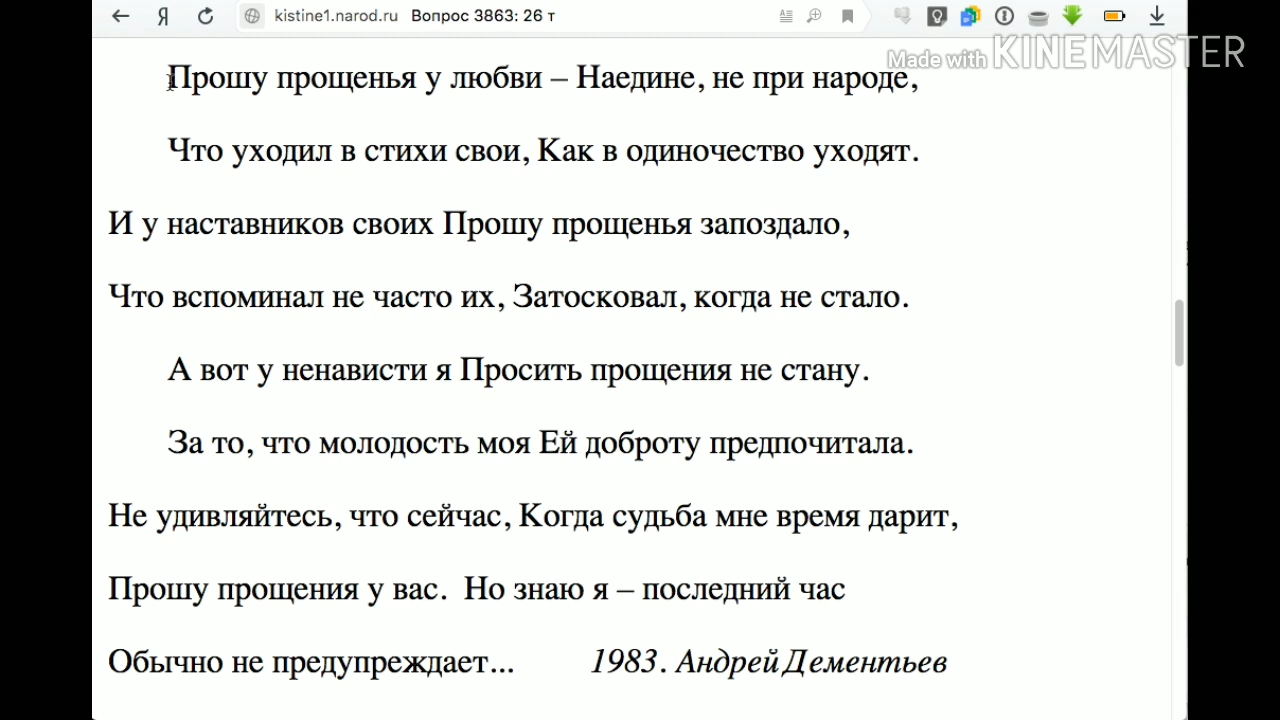 Я kistine1.narod.ru Вопрос 3863: 26 т
Made with KINEMASTER
Прошу прощенья у любви – Наедине, не при народе,
Что уходил в стихи свои, Как в одиночество уходят.
И у наставников своих Прошу прощенья запоздало,
Что вспоминал не часто их, Затосковал, когда не стало.
А вот у ненависти я Просить прощения не стану.
За то, что молодость моя Ей доброту предпочитала.
Не удивляйтесь, что сейчас, Когда судьба мне время дарит,
Прошу прощения у вас. Но знаю я – последний час
Обычно не предупреждает... 1983. Андрей Дементьев